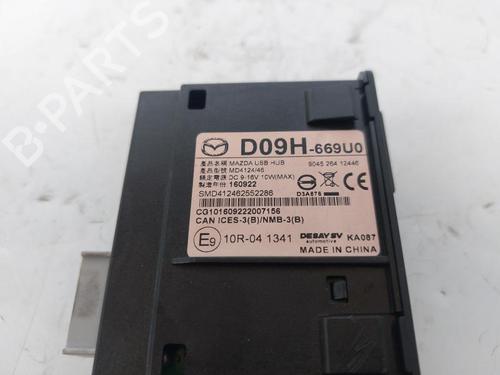 D09H-669U0
產品名稱 MAZDA USB HUB 9045 264 12446
產品型號 MD4124/46
額定電源 DC 9-16V 10W(MAX)
製造年份 160922 D3A876
SMD412462552286
CG101609222007156
CAN ICES-3(B)/NMB-3(B)
E9 10R-04 1341 DESAY SV automotive KA087
MADE IN CHINA
B-PARTS